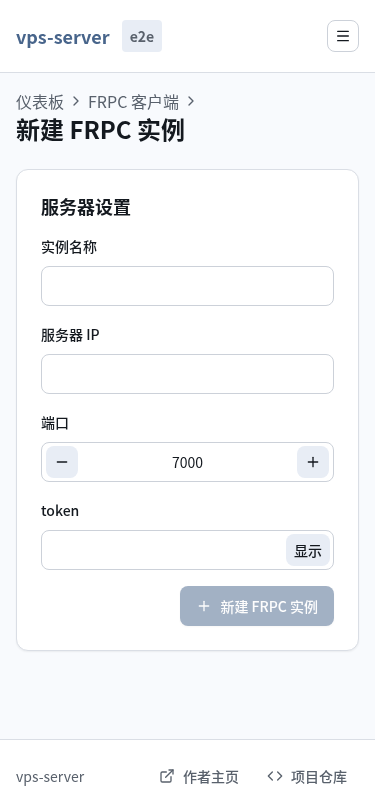 vps-server e2e
仪表板 FRPC 客户端
新建 FRPC 实例
服务器设置
实例名称
服务器 IP
端口
7000
token
显示
新建 FRPC 实例
vps-server 作者主页 项目仓库